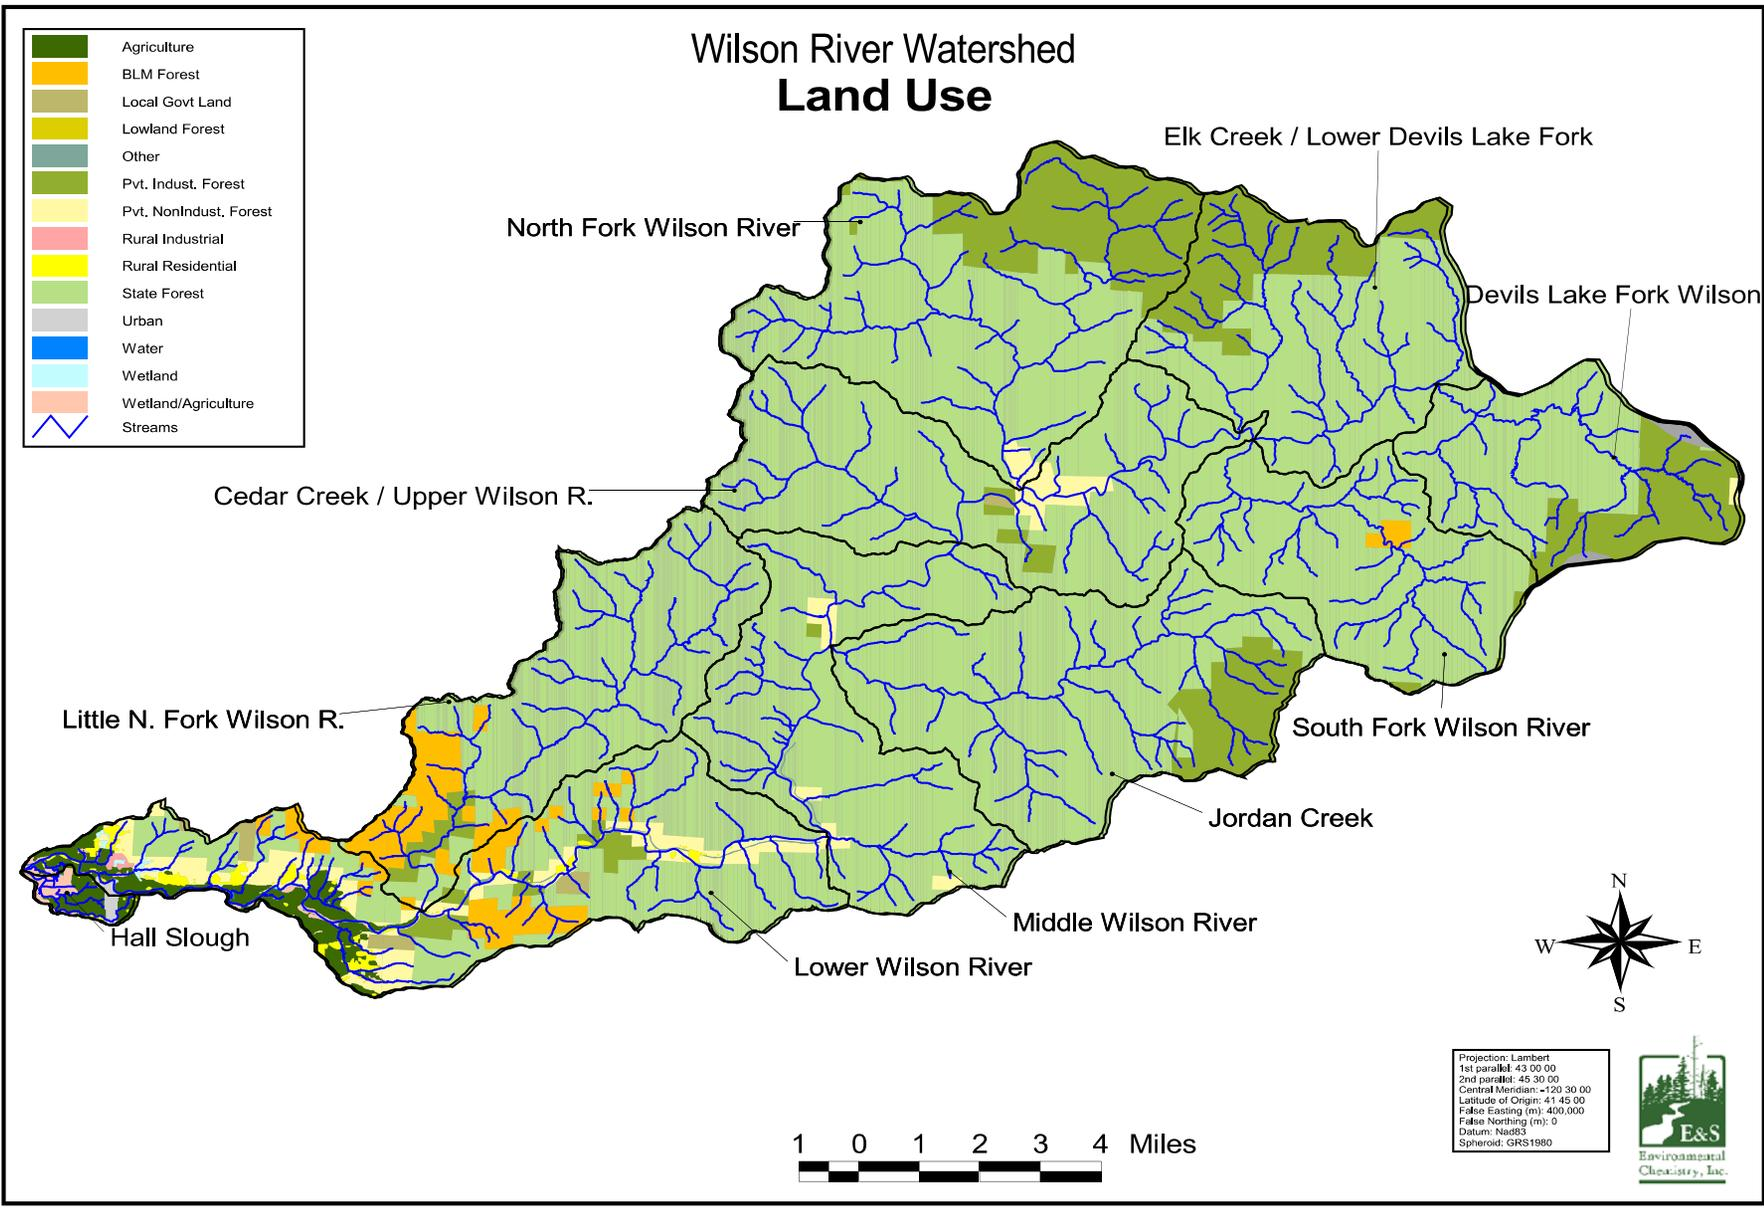 Wilson River Watershed
Land Use
Agriculture
BLM Forest
Local Govt Land
Lowland Forest
Other
Pvt. Indust. Forest
Pvt. NonIndust. Forest
Rural Industrial
Rural Residential
State Forest
Urban
Water
Wetland
Wetland/Agriculture
Streams
Elk Creek / Lower Devils Lake Fork
North Fork Wilson River
Devils Lake Fork Wilson
Cedar Creek / Upper Wilson R.
Little N. Fork Wilson R.
South Fork Wilson River
Jordan Creek
Middle Wilson River
Hall Slough
Lower Wilson River
N
W E
S
Projection: Lambert
1st parallel: 43 00 00
2nd parallel: 45 30 00
Central Meridian: -120 30 00
Latitude of Origin: 41 45 00
False Easting (m): 400,000
False Northing (m): 0
Datum: Nad83
Spheroid: GRS1980
E&S
Environmental
Chemistry, Inc.
1 0 1 2 3 4 Miles